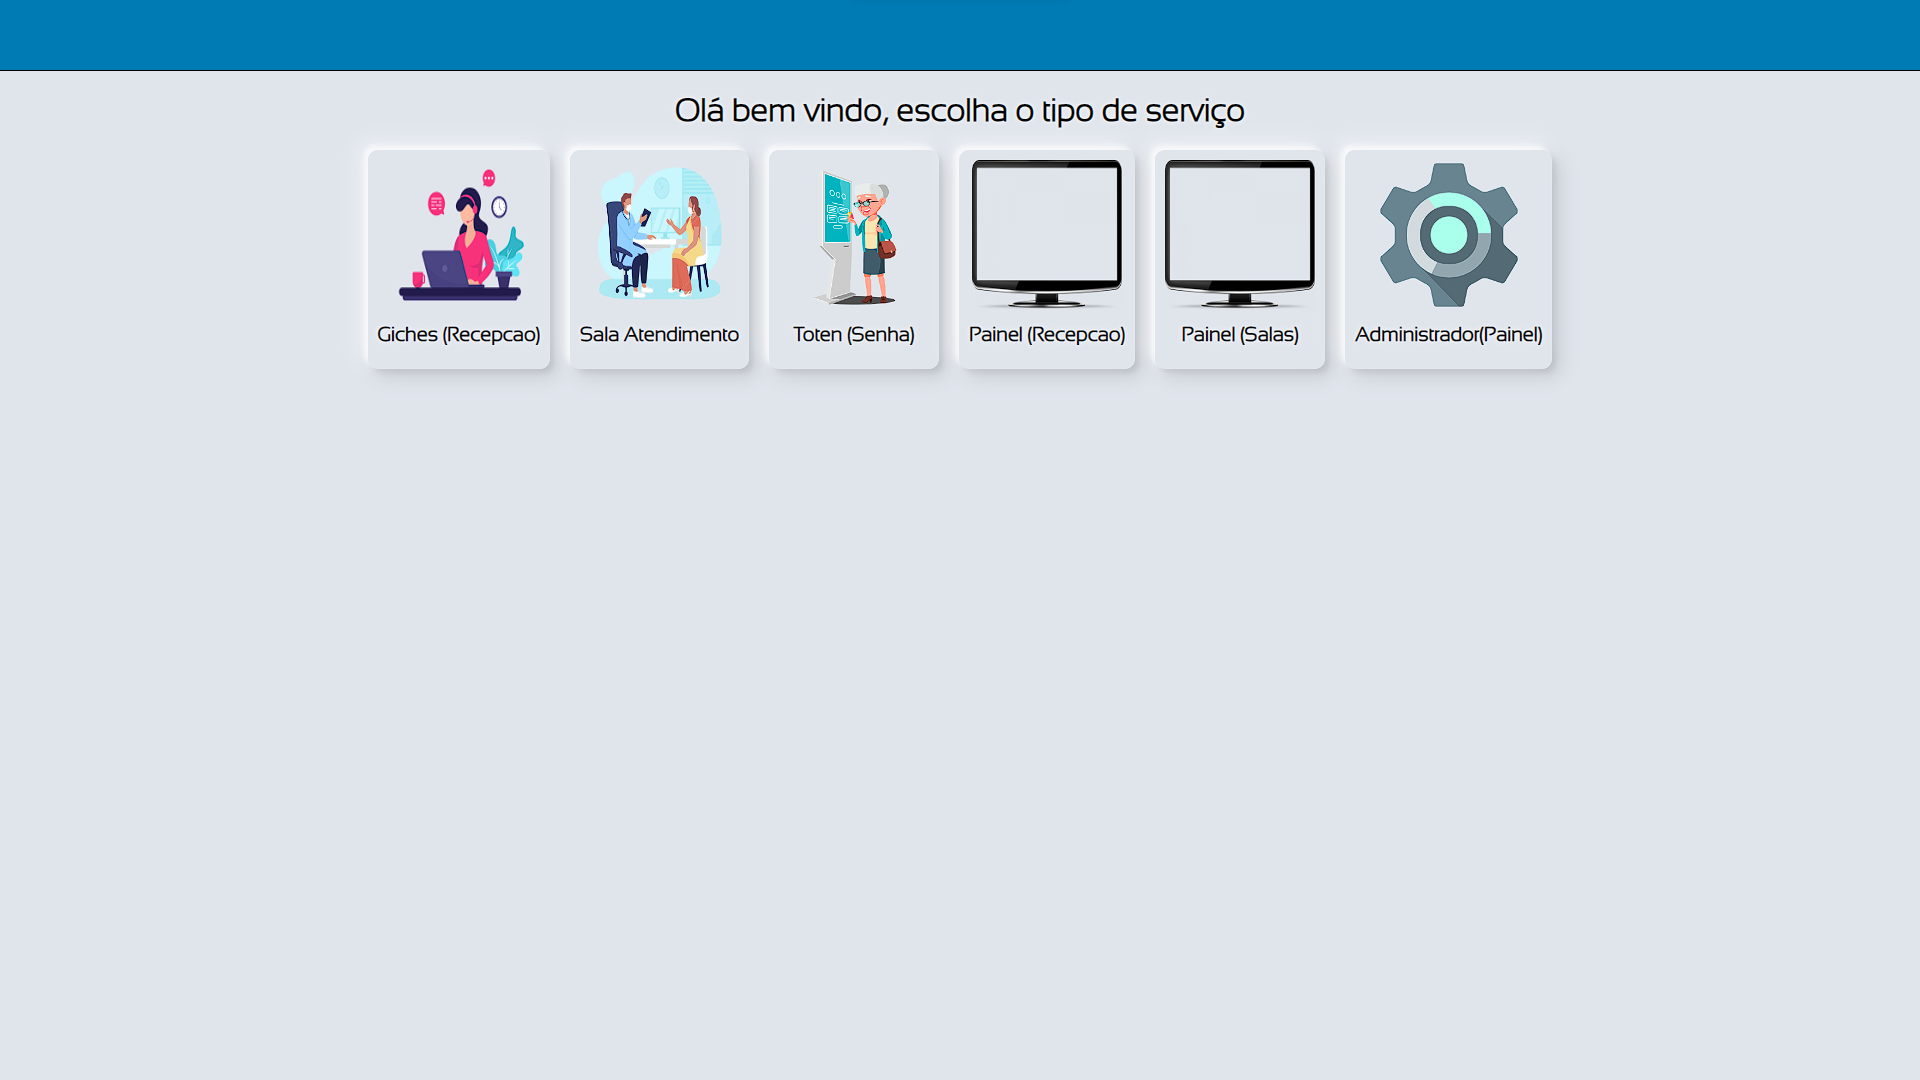 Olá bem vindo, escolha o tipo de serviço
Giches (Recepcao)
Sala Atendimento
Toten (Senha)
Painel (Recepcao)
Painel (Salas)
Administrador(Painel)